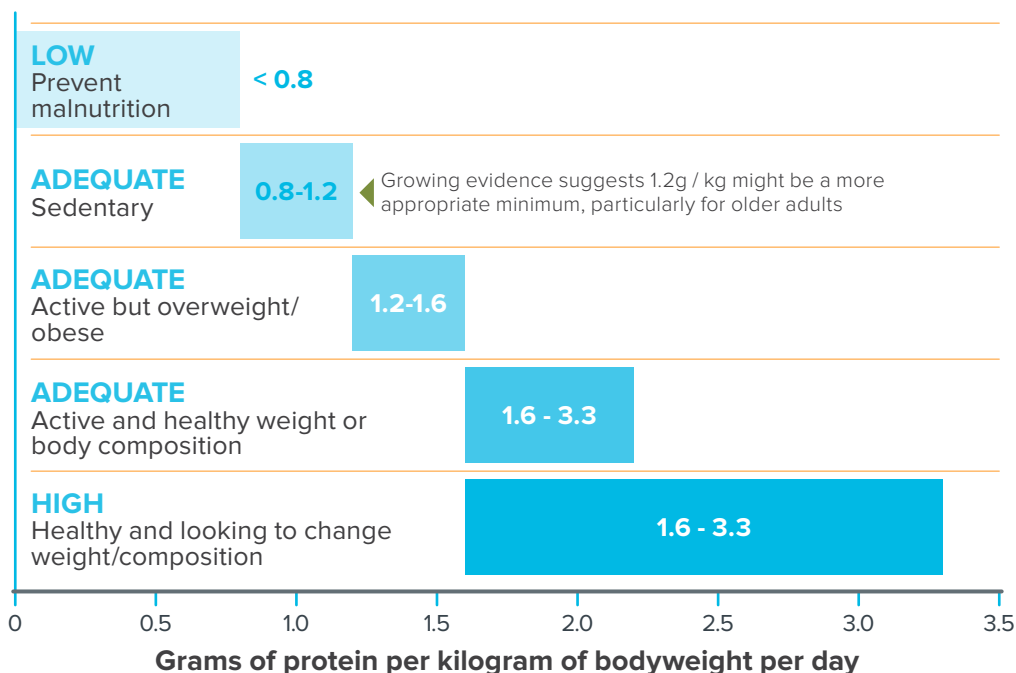 LOW
Prevent
malnutrition
< 0.8
ADEQUATE
Sedentary
0.8-1.2
Growing evidence suggests 1.2g / kg might be a more
appropriate minimum, particularly for older adults
ADEQUATE
Active but overweight/
obese
1.2-1.6
ADEQUATE
Active and healthy weight or
body composition
1.6 - 3.3
HIGH
Healthy and looking to change
weight/composition
1.6 - 3.3
0 0.5 1.0 1.5 2.0 2.5 3.0 3.5
Grams of protein per kilogram of bodyweight per day